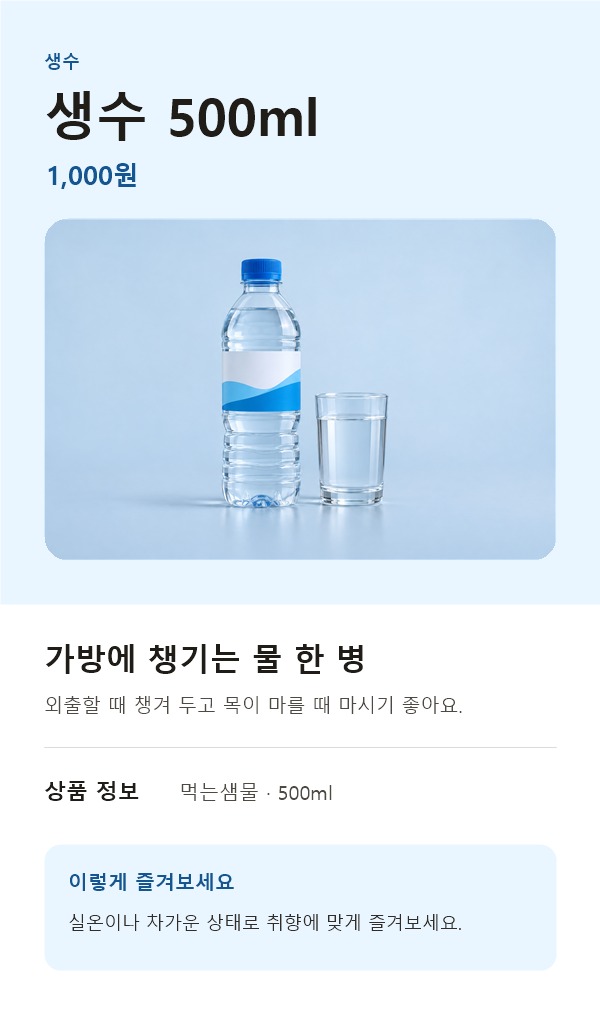 생수
생수 500ml
1,000원
가방에 챙기는 물 한 병
외출할 때 챙겨 두고 목이 마를 때 마시기 좋아요.
상품 정보 먹는샘물 · 500ml
이렇게 즐겨보세요
실온이나 차가운 상태로 취향에 맞게 즐겨보세요.